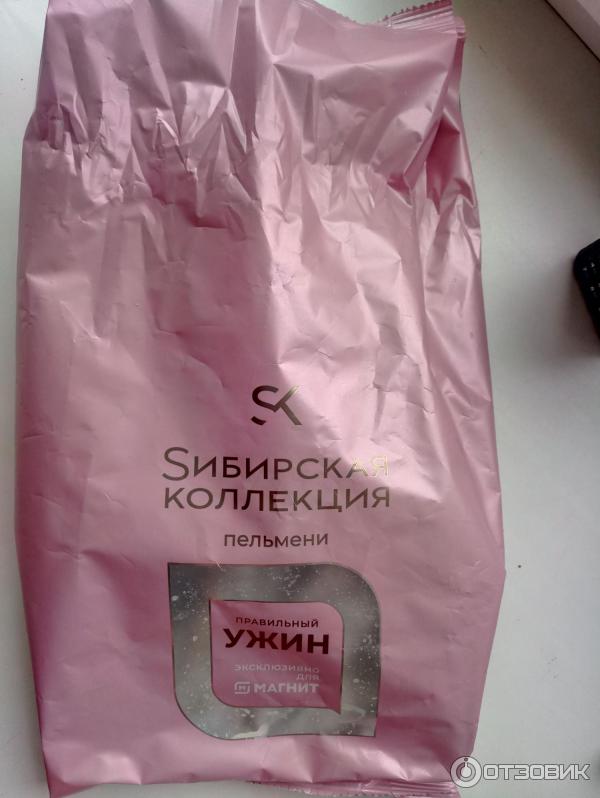 SK
SИБИРСКАЯ
КОЛЛЕКЦИЯ
пельмени
ПРАВИЛЬНЫЙ
УЖИН
ЭКСКЛЮЗИВНО
ДЛЯ
М МАГНИТ
ОТЗОВИК